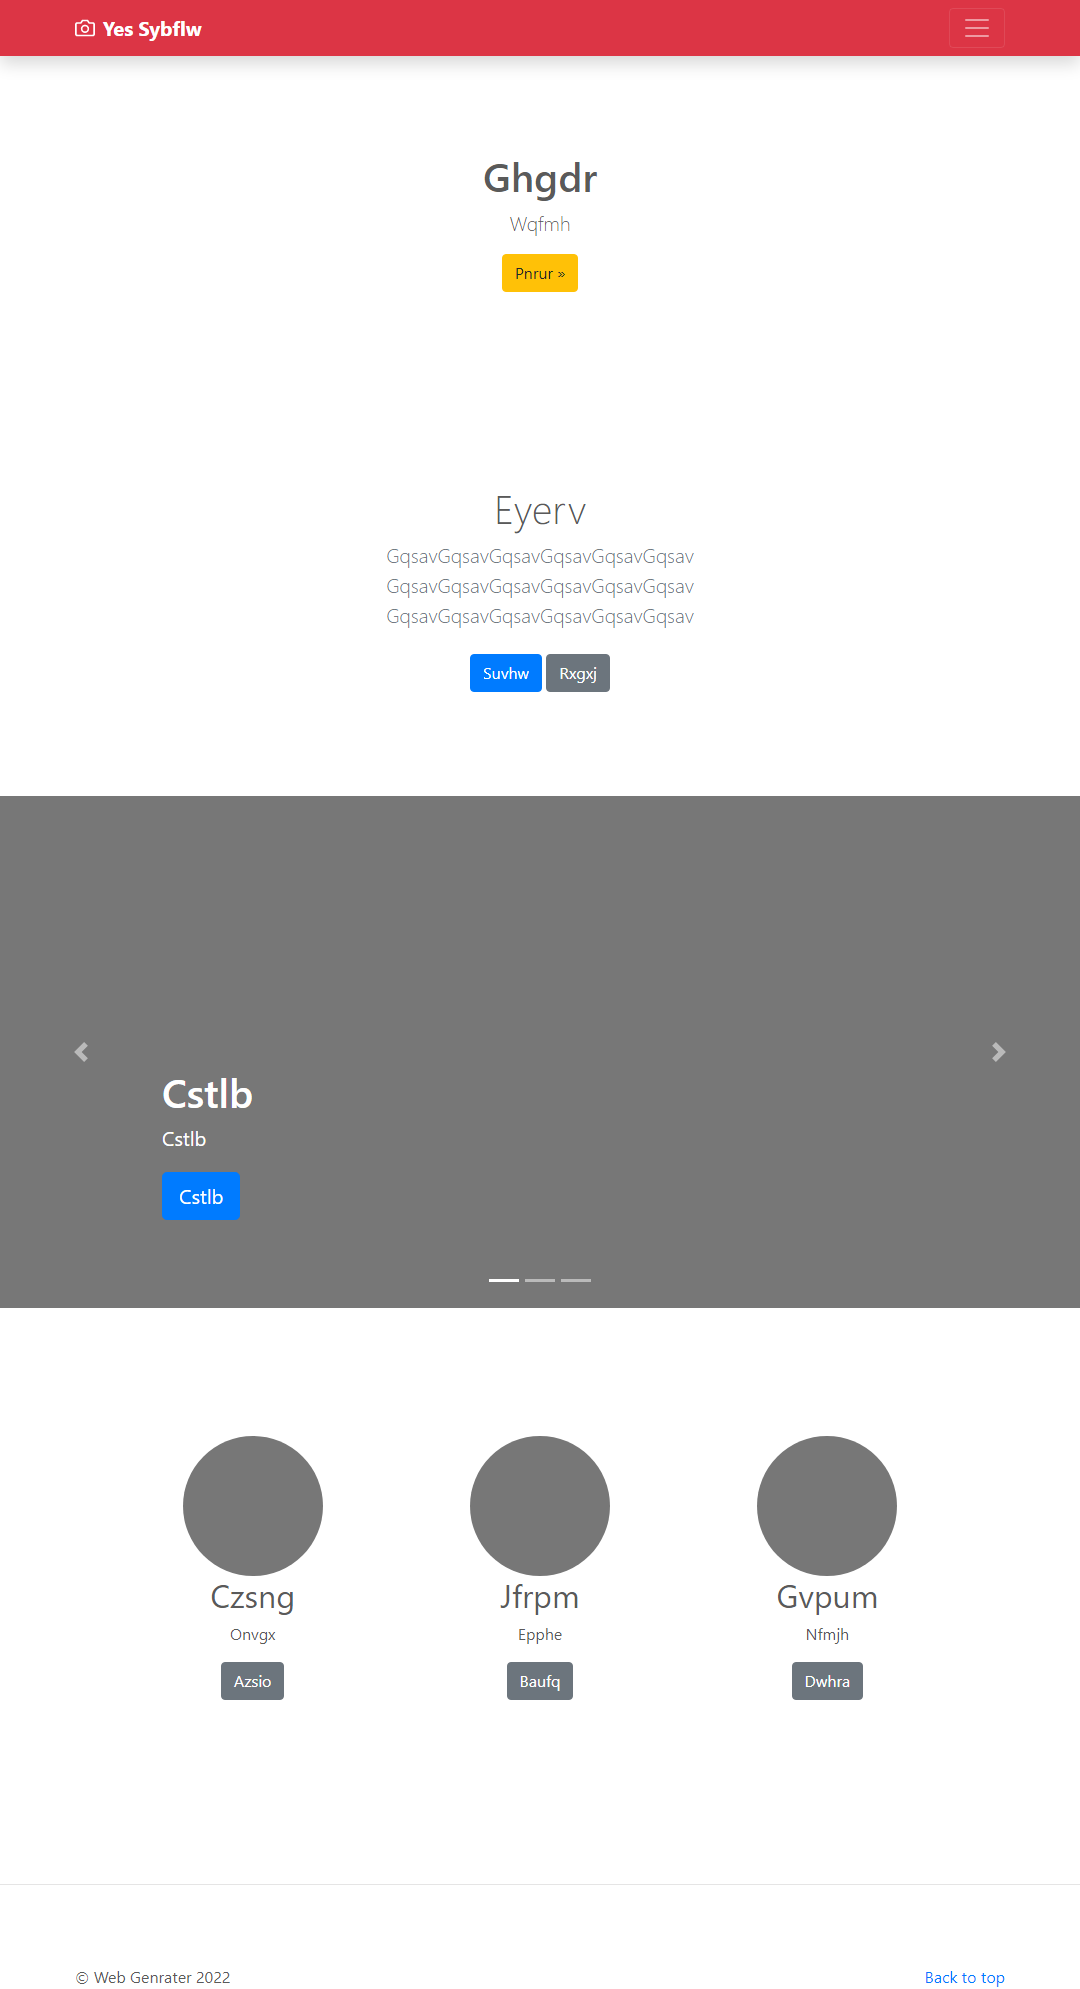 Yes Sybflw
Ghgdr
Wqfmh
Pnrur »
Eyerv
GqsavGqsavGqsavGqsavGqsavGqsav
GqsavGqsavGqsavGqsavGqsavGqsav
GqsavGqsavGqsavGqsavGqsavGqsav
Suvhw Rxgxj
Cstlb
Cstlb
Cstlb
Czsng Jfrpm Gvpum
Onvgx Epphe Nfmjh
Azsio Baufq Dwhra
© Web Genrater 2022 Back to top